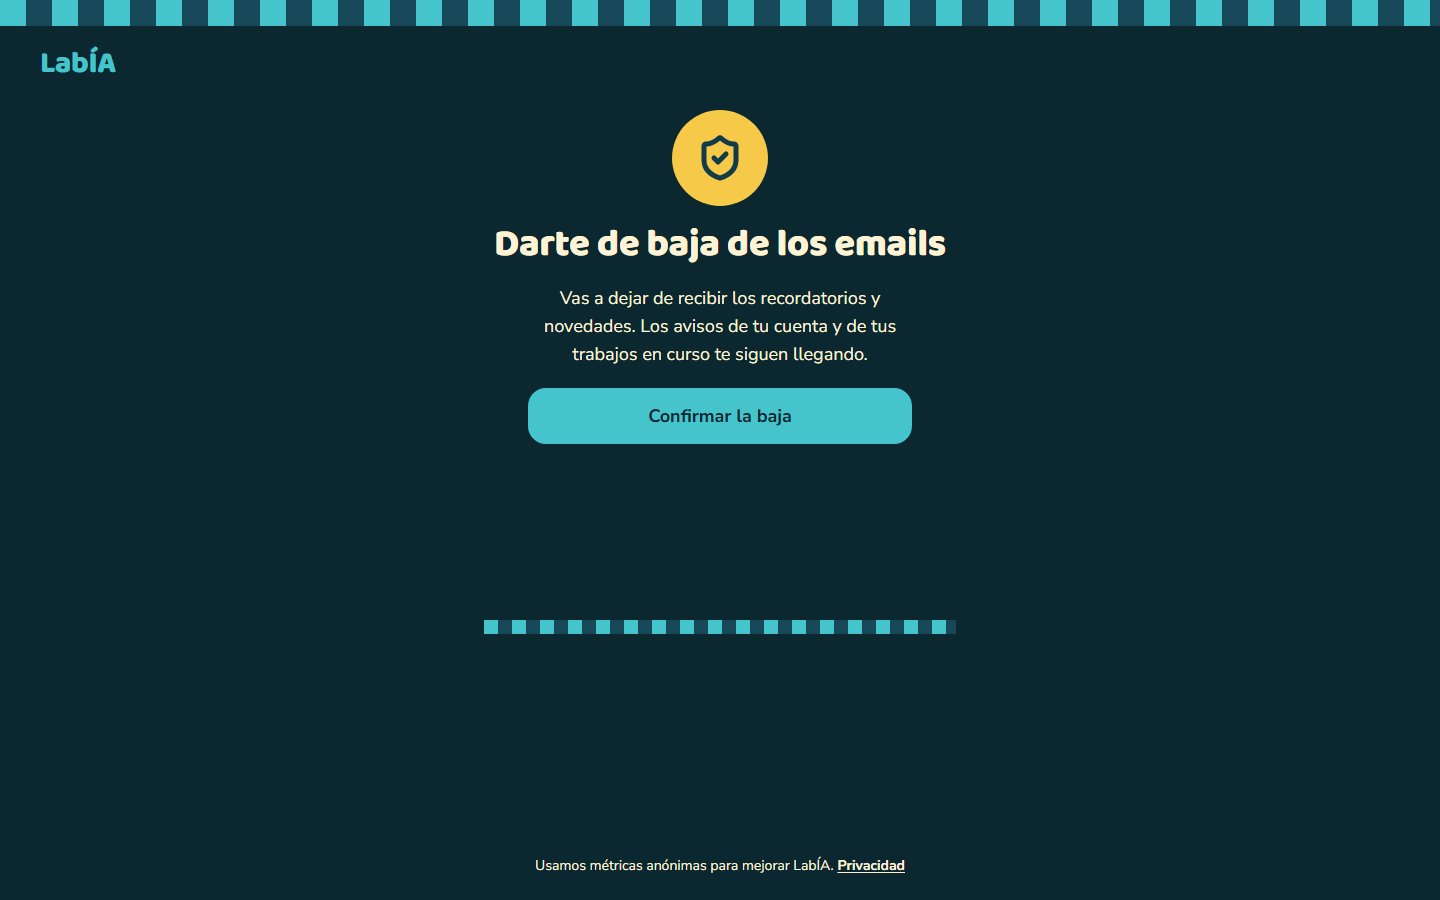 LabÍA
Darte de baja de los emails
Vas a dejar de recibir los recordatorios y
novedades. Los avisos de tu cuenta y de tus
trabajos en curso te siguen llegando.
Confirmar la baja
Usamos métricas anónimas para mejorar LabÍA. Privacidad